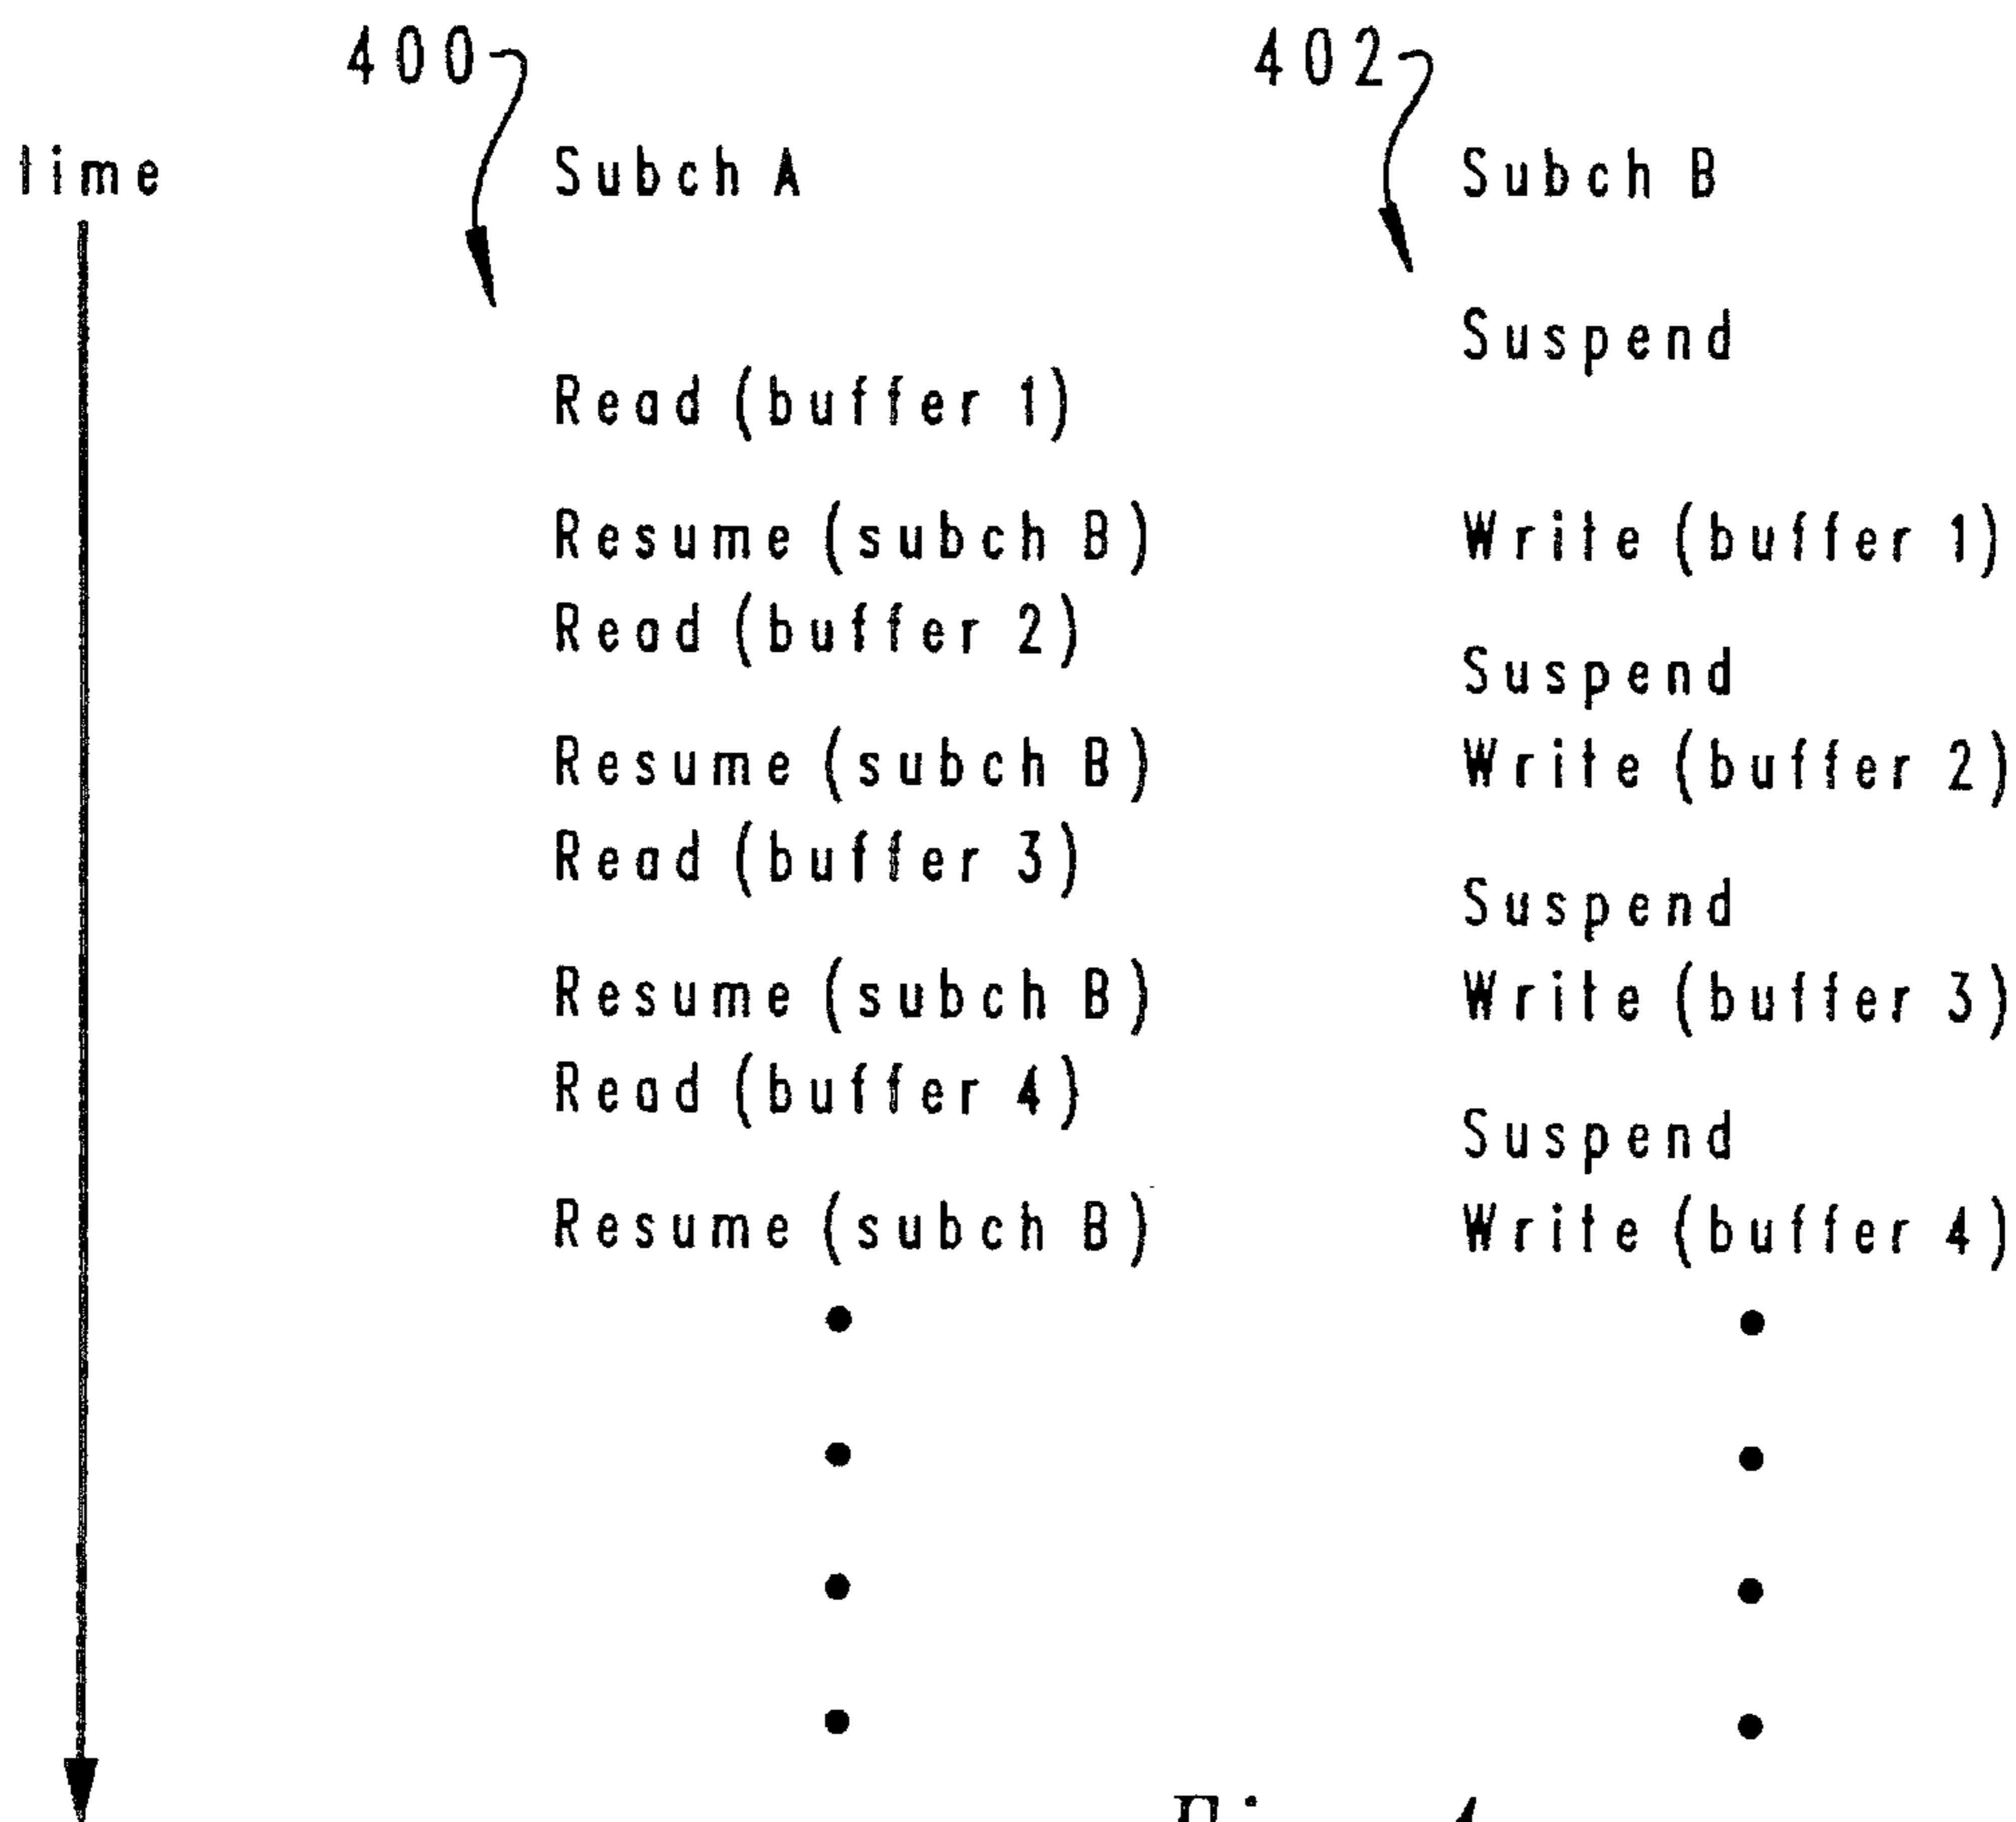 400 402
time Subch A Subch B
Suspend
Read (buffer 1)
Resume (subch B) Write (buffer 1)
Read (buffer 2)
Suspend
Resume (subch B) Write (buffer 2)
Read (buffer 3)
Suspend
Resume (subch B) Write (buffer 3)
Read (buffer 4)
Suspend
Resume (subch B) Write (buffer 4)